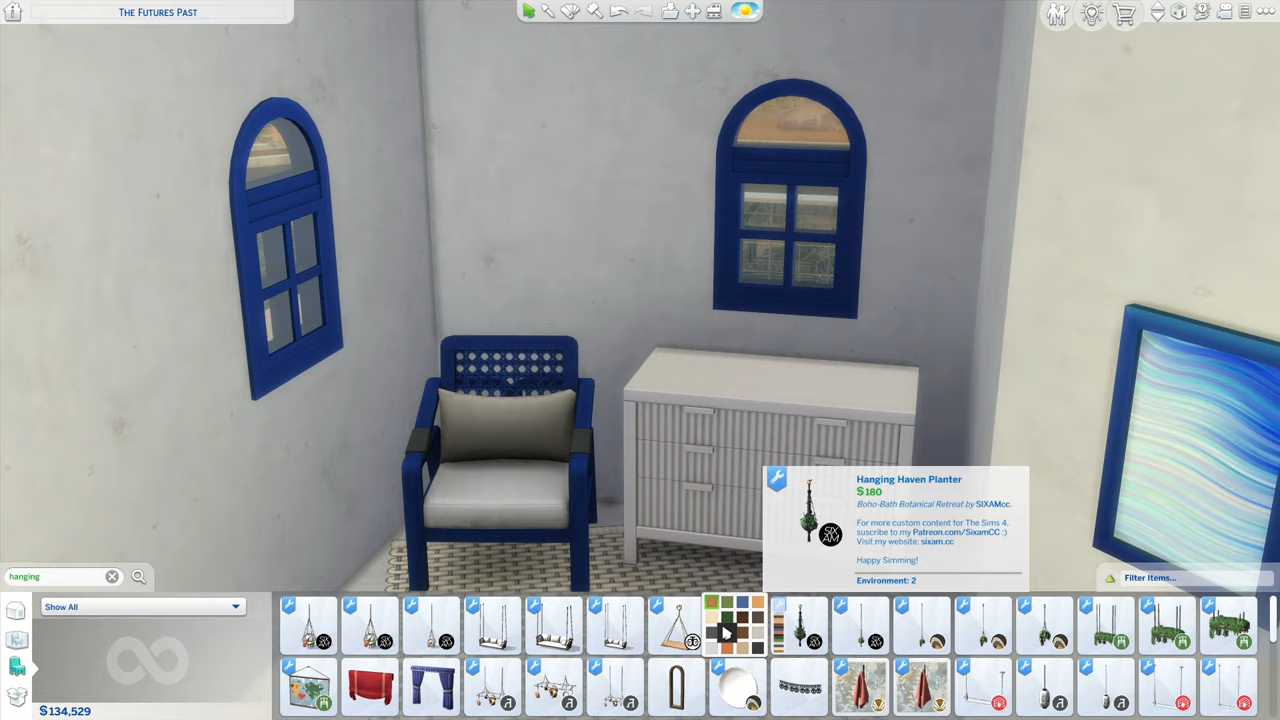 The Futures Past
Hanging Haven Planter
§180
Boho-Bath Botanical Retreat by SIXAMcc.
For more custom content for The Sims 4,
suscribe to my Patreon.com/SixamCC :)
Visit my website: sixam.cc
Happy Simming!
Environment: 2
SIX
AM
hanging
Filter Items...
Show All
§134,529